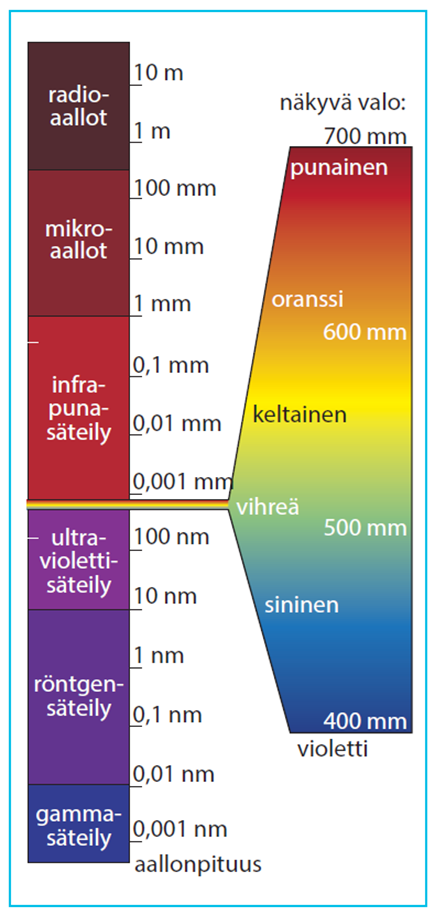 radio-
aallot
mikro-
aallot
infra-
puna-
säteily
ultra-
violetti-
säteily
röntgen-
säteily
gamma-
säteily
10 m
1 m
100 mm
10 mm
1 mm
0,1 mm
0,01 mm
0,001 mm
100 nm
10 nm
1 nm
0,1 nm
0,01 nm
0,001 nm
aallonpituus
näkyvä valo:
700 mm
punainen
oranssi
600 mm
keltainen
vihreä
500 mm
sininen
400 mm
violetti